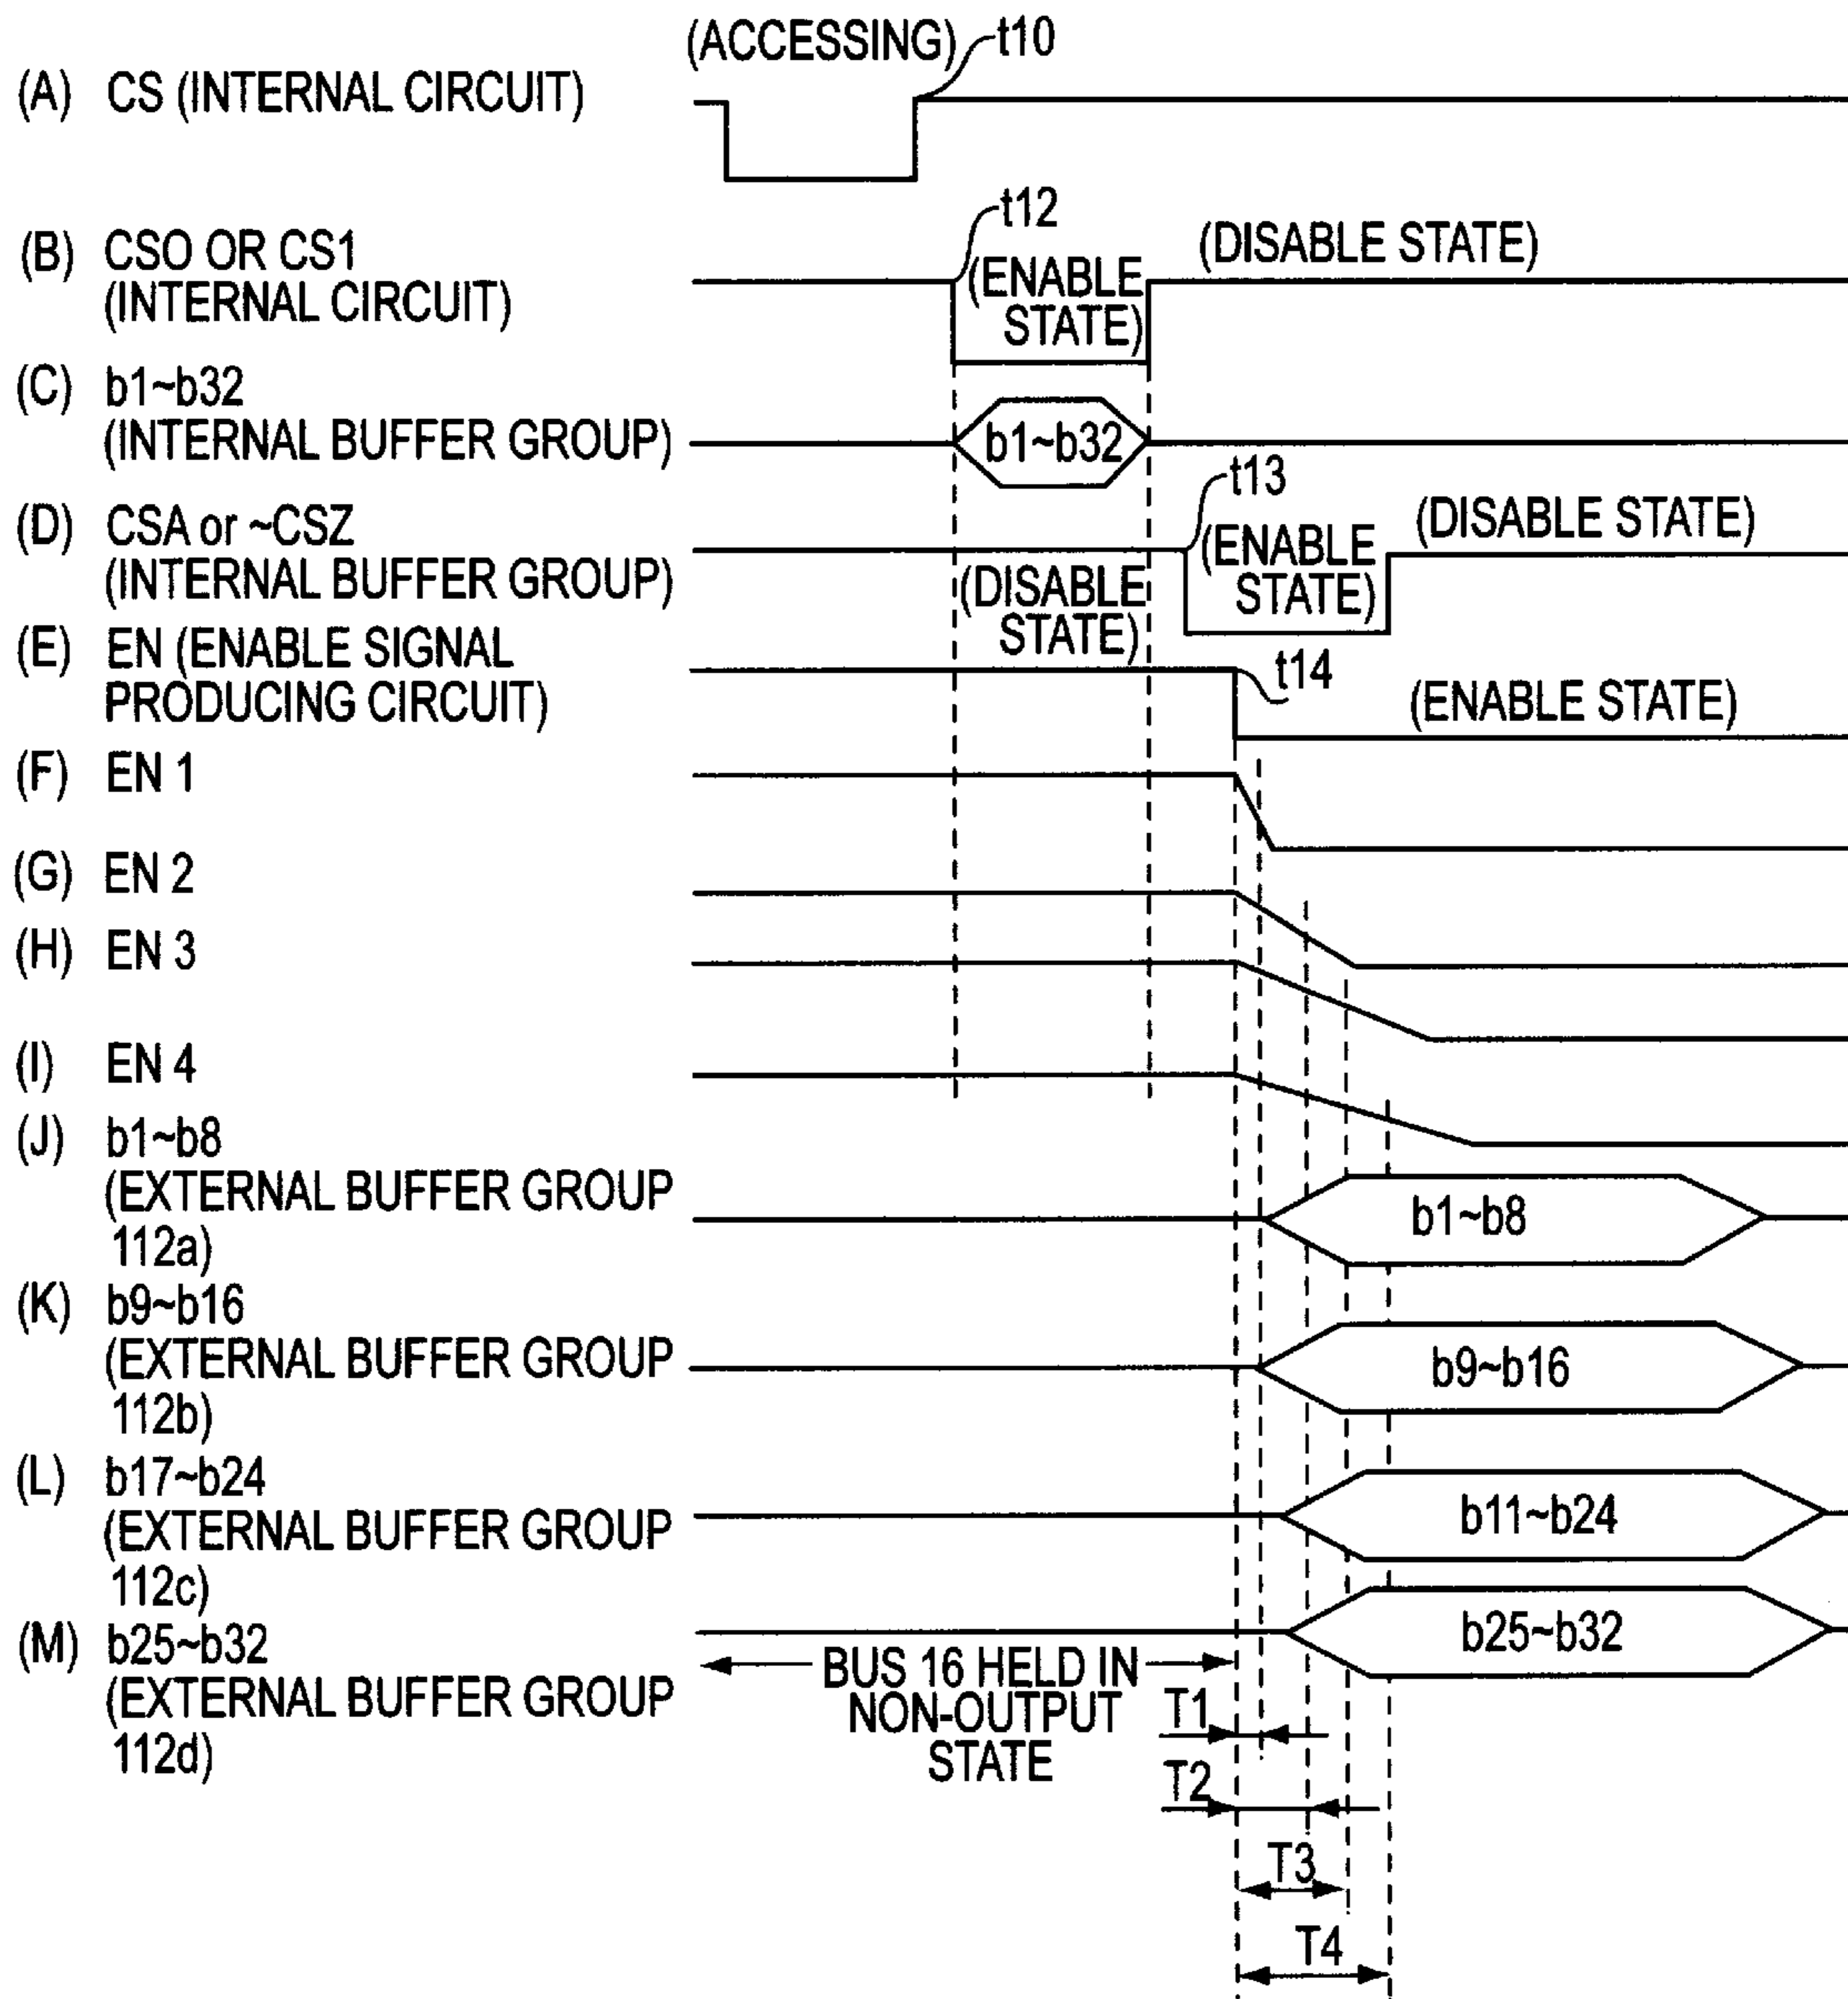 (ACCESSING) t10
(A) CS (INTERNAL CIRCUIT)
t12
(B) CSO OR CS1
(INTERNAL CIRCUIT)
(ENABLE
STATE)
(DISABLE STATE)
(C) b1~b32
(INTERNAL BUFFER GROUP)
b1~b32
t13
(D) CSA or ~CSZ
(INTERNAL BUFFER GROUP)
(ENABLE
STATE)
(DISABLE STATE)
(DISABLE
STATE)
(E) EN (ENABLE SIGNAL
PRODUCING CIRCUIT)
t14
(ENABLE STATE)
(F) EN 1
(G) EN 2
(H) EN 3
(I) EN 4
(J) b1~b8
(EXTERNAL BUFFER GROUP
112a)
b1~b8
(K) b9~b16
(EXTERNAL BUFFER GROUP
112b)
b9~b16
(L) b17~b24
(EXTERNAL BUFFER GROUP
112c)
b11~b24
(M) b25~b32
(EXTERNAL BUFFER GROUP
112d)
b25~b32
BUS 16 HELD IN
NON-OUTPUT
STATE
T1
T2
T3
T4